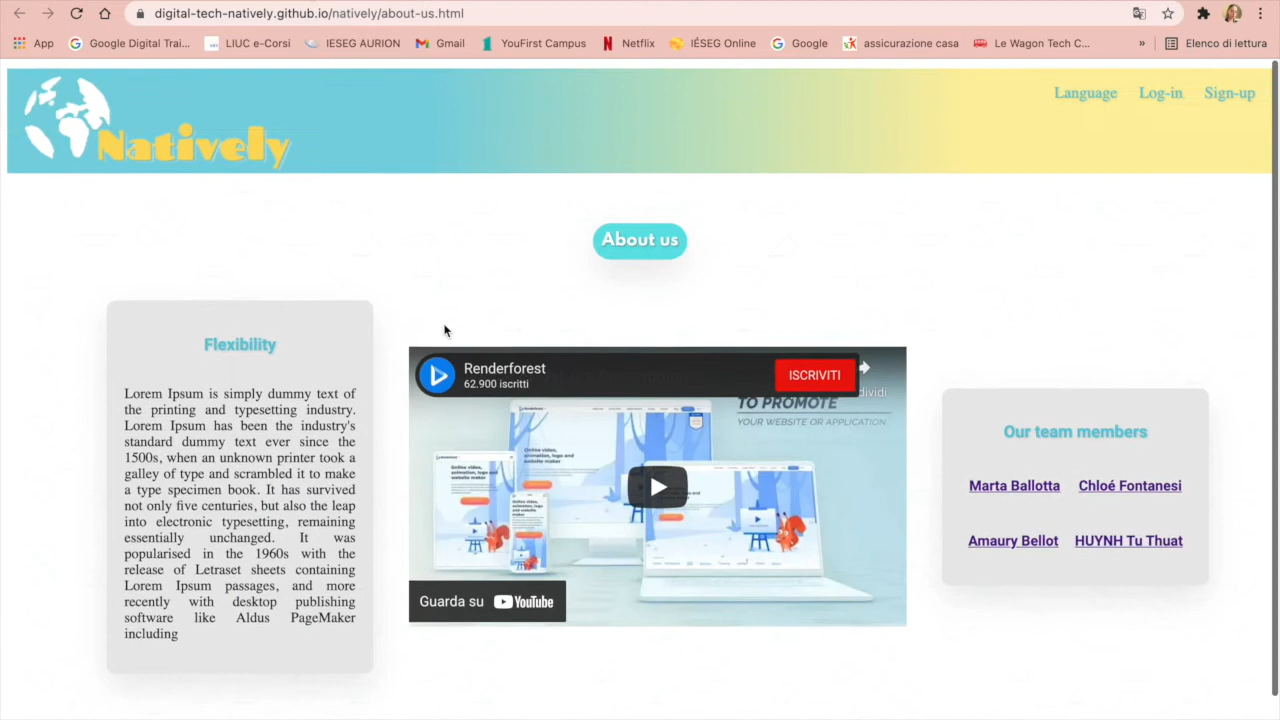 digital-tech-natively.github.io/natively/about-us.html
App
Google Digital Trai...
LIUC e-Corsi
IESEG AURION
Gmail
YouFirst Campus
Netflix
IÉSEG Online
Google
assicurazione casa
Le Wagon Tech C...
»
Elenco di lettura
Natively
Language
Log-in
Sign-up
About us
Flexibility
Lorem Ipsum is simply dummy text of
the printing and typesetting industry.
Lorem Ipsum has been the industry's
standard dummy text ever since the
1500s, when an unknown printer took a
galley of type and scrambled it to make
a type specimen book. It has survived
not only five centuries, but also the leap
into electronic typesetting, remaining
essentially unchanged. It was
popularised in the 1960s with the
release of Letraset sheets containing
Lorem Ipsum passages, and more
recently with desktop publishing
software like Aldus PageMaker
including
Renderforest
62.900 iscritti
ISCRIVITI
dividi
TO PROMOTE
YOUR WEBSITE OR APPLICATION
Online video,
animation, logo and
website maker
Guarda su YouTube
Our team members
Marta Ballotta
Chloé Fontanesi
Amaury Bellot
HUYNH Tu Thuat